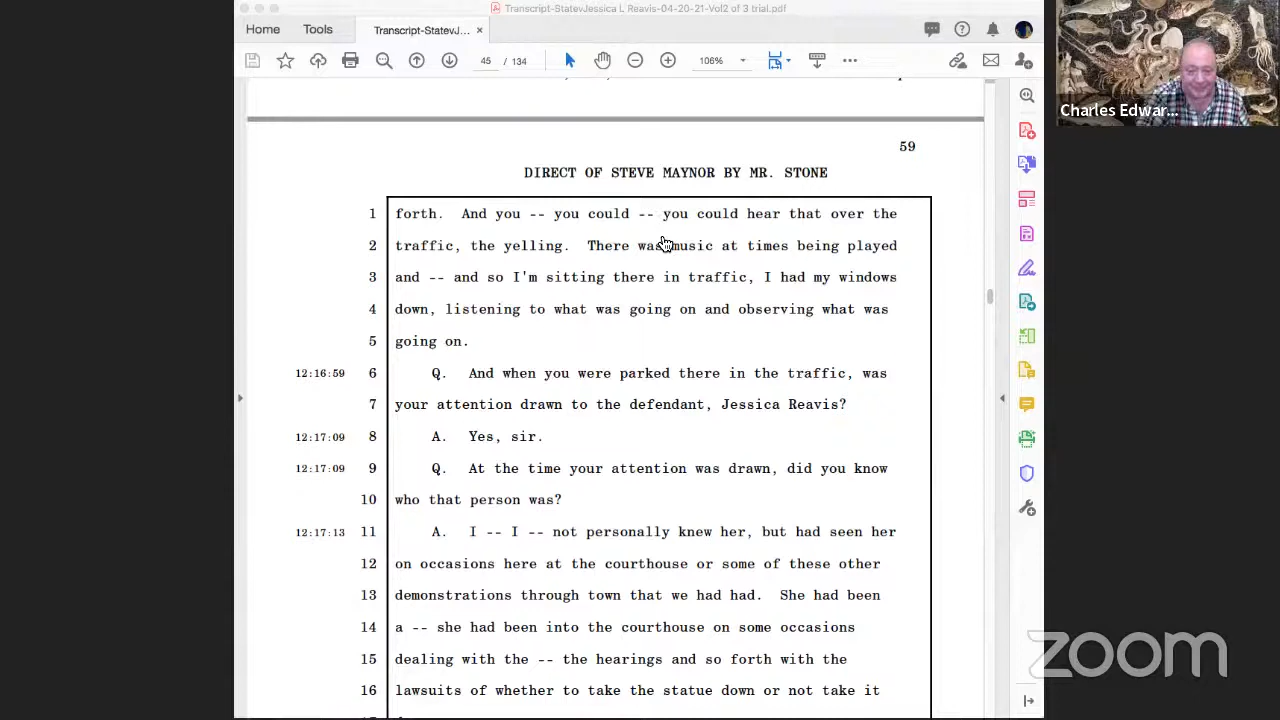 Transcript-StatevJessica L Reavis-04-20-21-Vol2 of 3 trial.pdf
Home Tools Transcript-StatevJ... ×
45 / 134 106%
Charles Edwar...
59
DIRECT OF STEVE MAYNOR BY MR. STONE
1 forth. And you -- you could -- you could hear that over the
2 traffic, the yelling. There was music at times being played
3 and -- and so I'm sitting there in traffic, I had my windows
4 down, listening to what was going on and observing what was
5 going on.
12:16:59 6 Q. And when you were parked there in the traffic, was
7 your attention drawn to the defendant, Jessica Reavis?
12:17:09 8 A. Yes, sir.
12:17:09 9 Q. At the time your attention was drawn, did you know
10 who that person was?
12:17:13 11 A. I -- I -- not personally knew her, but had seen her
12 on occasions here at the courthouse or some of these other
13 demonstrations through town that we had had. She had been
14 a -- she had been into the courthouse on some occasions
15 dealing with the -- the hearings and so forth with the
16 lawsuits of whether to take the statue down or not take it
zoom